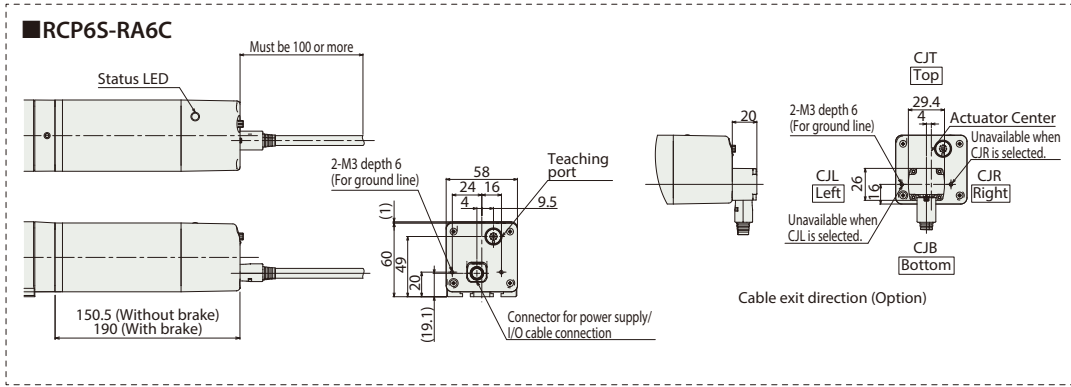 ■RCP6S-RA6C
Must be 100 or more
Status LED
150.5 (Without brake)
190 (With brake)
2-M3 depth 6
(For ground line)
Teaching
port
58
24
16
4
9.5
(1)
60
49
20
(19.1)
Connector for power supply/
I/O cable connection
20
CJT
Top
29.4
4
2-M3 depth 6
(For ground line)
Actuator Center
Unavailable when
CJR is selected.
CJL
Left
26
16
CJR
Right
Unavailable when
CJL is selected.
CJB
Bottom
Cable exit direction (Option)